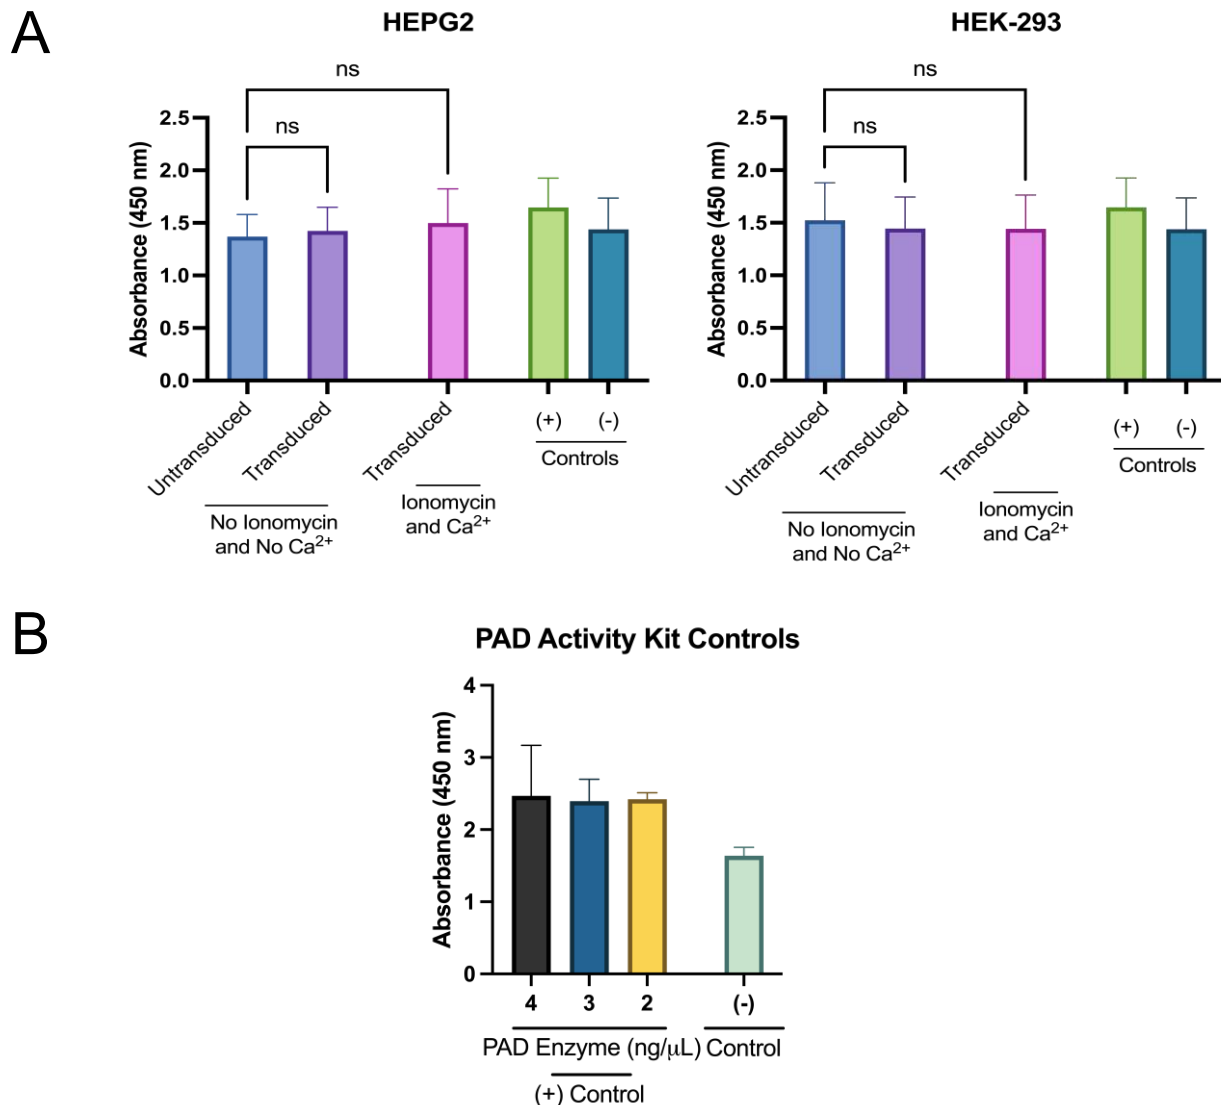 A
HEPG2
ns
ns
Absorbance (450 nm)
2.5
2.0
1.5
1.0
0.5
0.0
Untransduced
Transduced
Transduced
(+)
(-)
Controls
No Ionomycin
and No Ca²⁺
Ionomycin
and Ca²⁺
HEK-293
ns
ns
Absorbance (450 nm)
2.5
2.0
1.5
1.0
0.5
0.0
Untransduced
Transduced
Transduced
(+)
(-)
Controls
No Ionomycin
and No Ca²⁺
Ionomycin
and Ca²⁺
B
PAD Activity Kit Controls
Absorbance (450 nm)
4
3
2
1
0
4 3 2 (-)
PAD Enzyme (ng/μL) Control
(+) Control